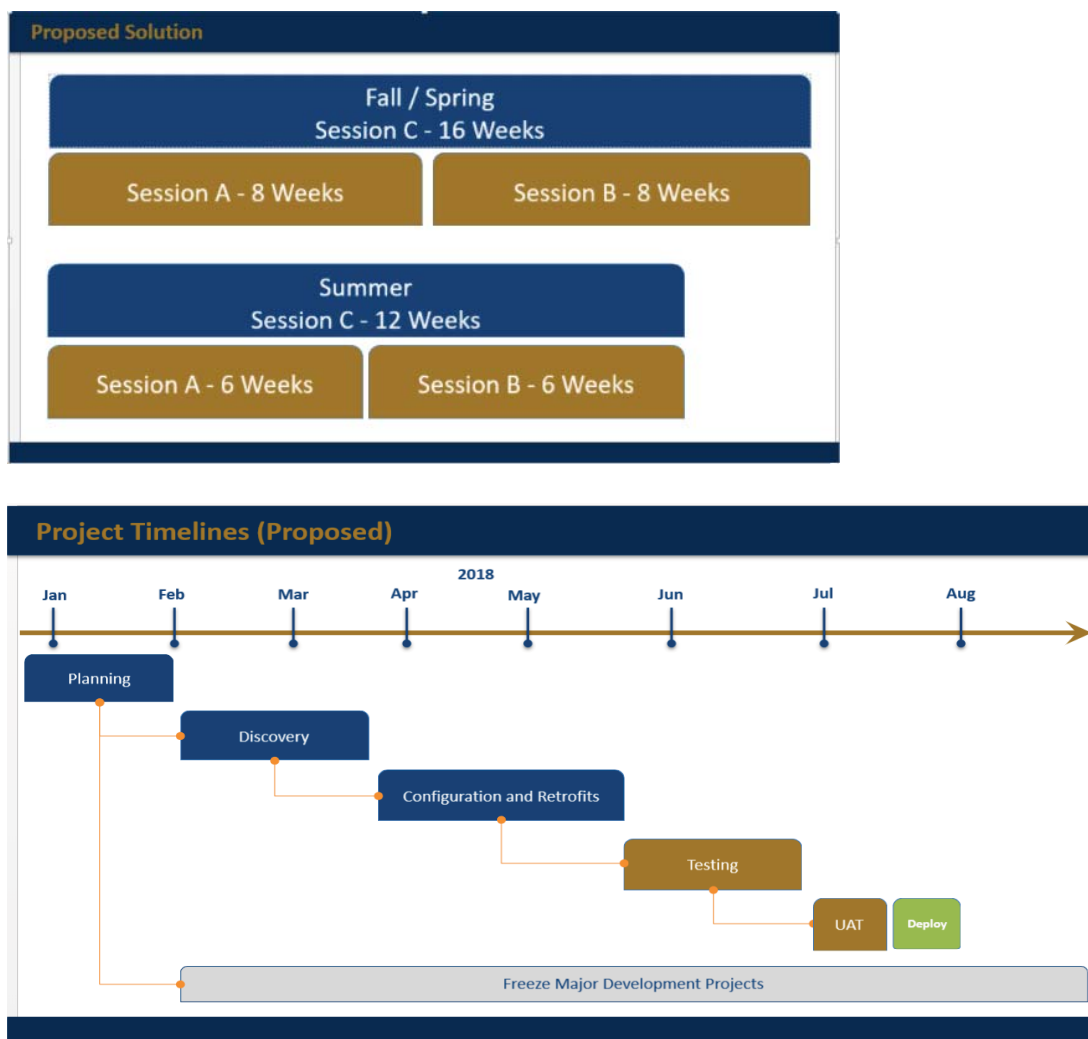 Proposed Solution
Fall / Spring
Session C - 16 Weeks
Session A - 8 Weeks
Session B - 8 Weeks
Summer
Session C - 12 Weeks
Session A - 6 Weeks
Session B - 6 Weeks
Project Timelines (Proposed)
2018
Jan
Feb
Mar
Apr
May
Jun
Jul
Aug
Planning
Discovery
Configuration and Retrofits
Testing
UAT
Deploy
Freeze Major Development Projects